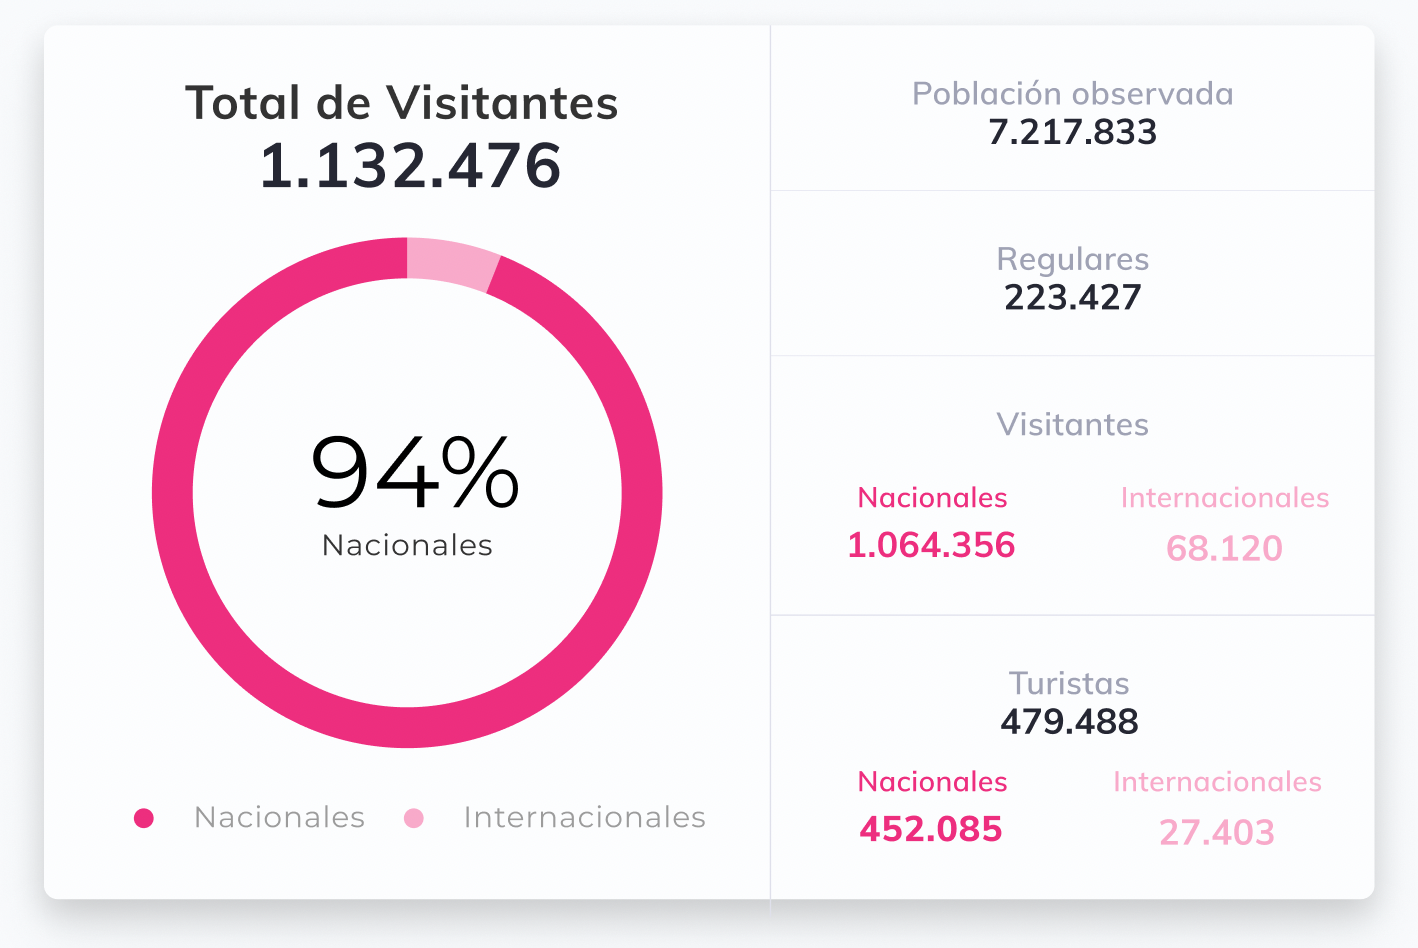 Total de Visitantes
1.132.476
94%
Nacionales
Nacionales
Internacionales
Población observada
7.217.833
Regulares
223.427
Visitantes
Nacionales
1.064.356
Internacionales
68.120
Turistas
479.488
Nacionales
452.085
Internacionales
27.403